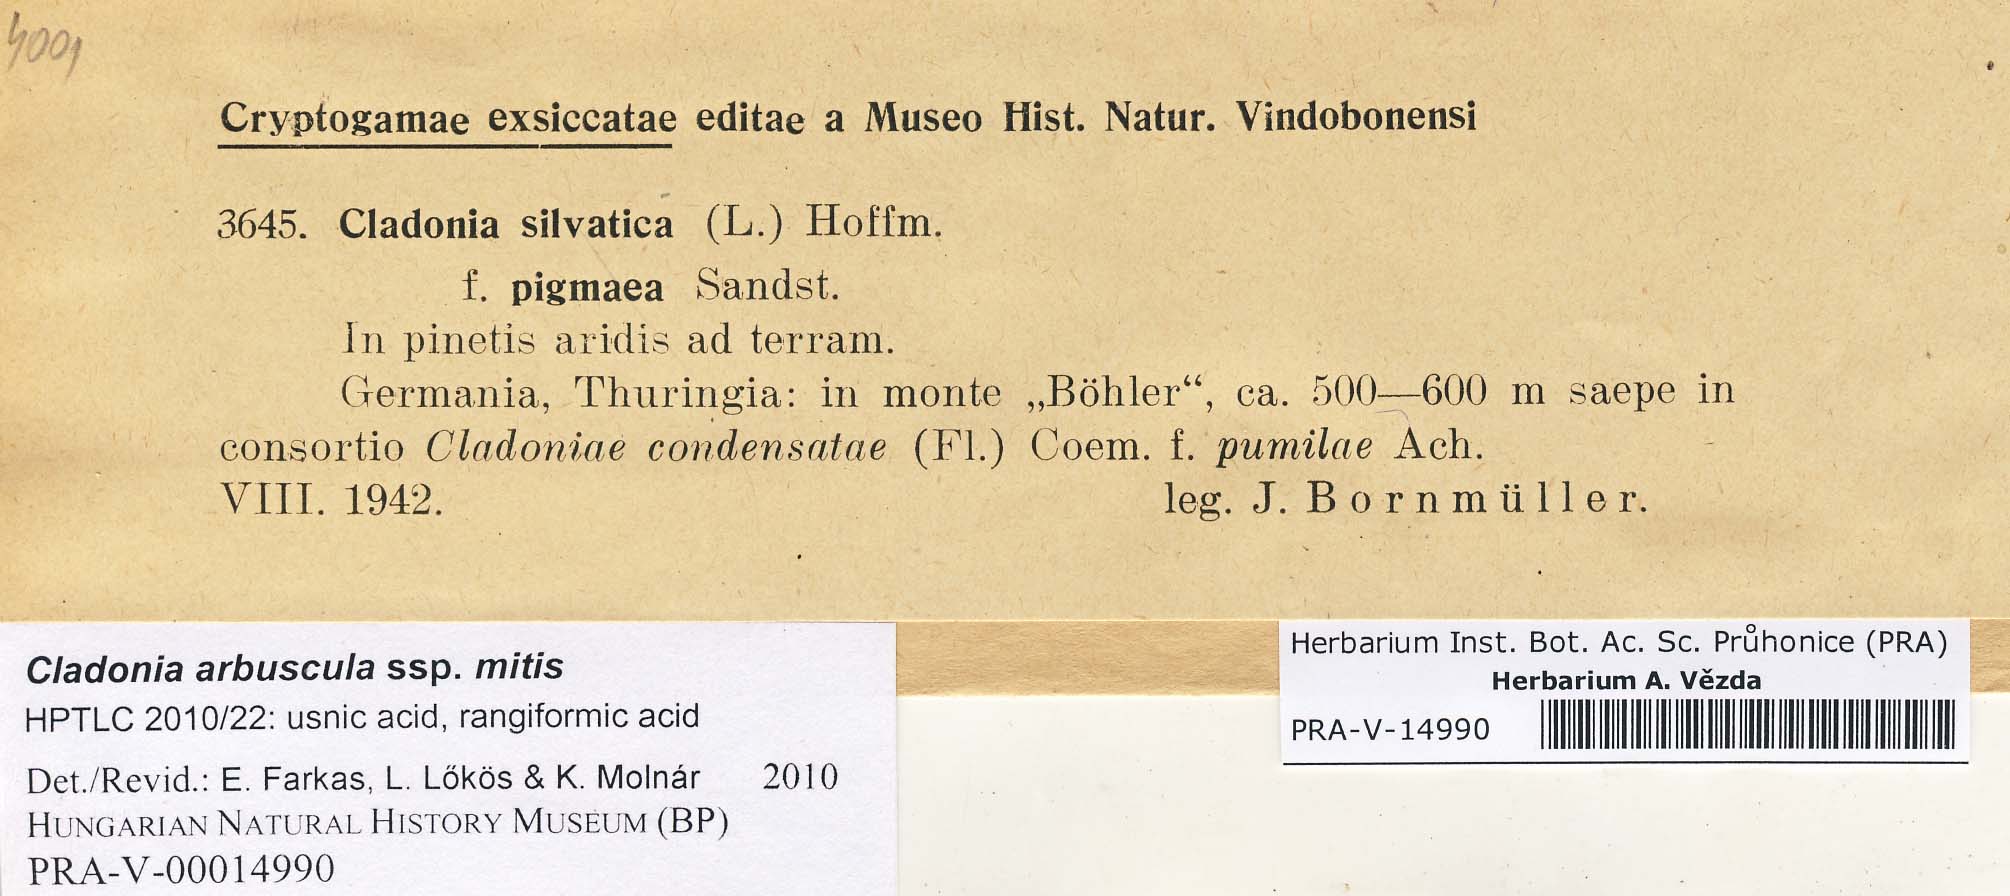 4001
Cryptogamae exsiccatae editae a Museo Hist. Natur. Vindobonensi
3645. Cladonia silvatica (L.) Hoffm.
f. pigmaea Sandst.
In pinetis aridis ad terram.
Germania, Thuringia: in monte „Böhler“, ca. 500—600 m saepe in
consortio Cladoniae condensatae (Fl.) Coem. f. pumilae Ach.
VIII. 1942. leg. J. Bornmüller.
Cladonia arbuscula ssp. mitis
HPTLC 2010/22: usnic acid, rangiformic acid
Det./Revid.: E. Farkas, L. Lőkös & K. Molnár 2010
HUNGARIAN NATURAL HISTORY MUSEUM (BP)
PRA-V-00014990
Herbarium Inst. Bot. Ac. Sc. Průhonice (PRA)
Herbarium A. Vězda
PRA-V-14990